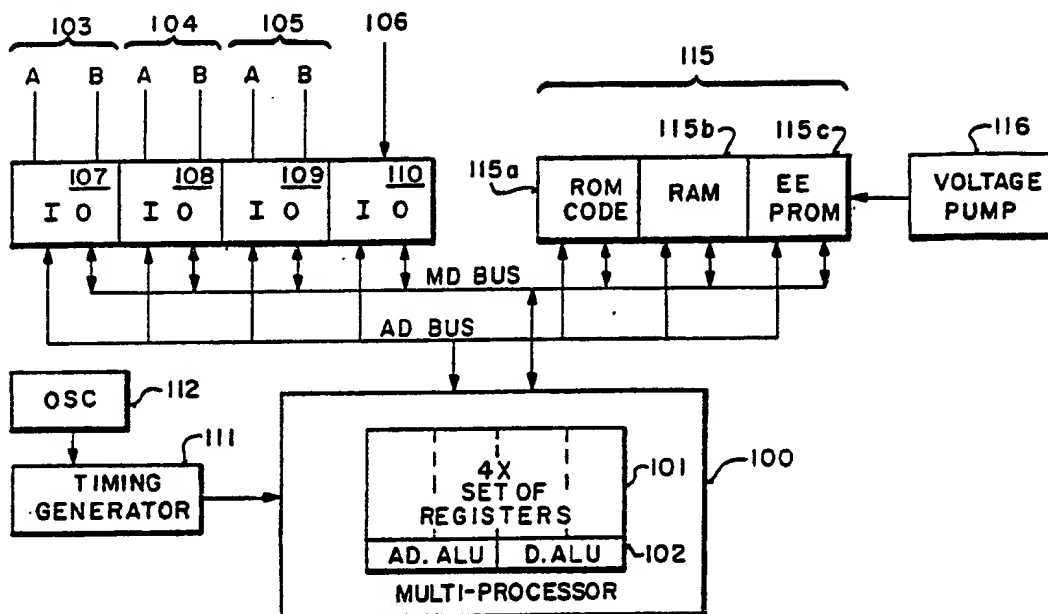 103 104 105 106
A B A B A B
115
115a 115b 115c 116
107 108 109 110
I O I O I O I O
ROM CODE RAM EE PROM
VOLTAGE PUMP
MD BUS
AD BUS
OSC 112
111
TIMING GENERATOR
4X
SET OF
REGISTERS
101 100
AD. ALU D. ALU 102
MULTI-PROCESSOR